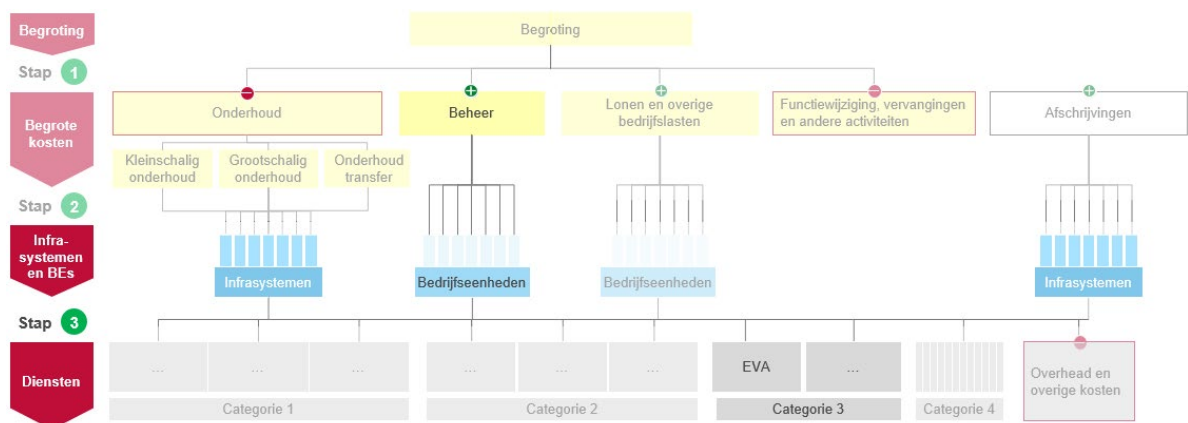 Begroting
Begroting
Stap 1
Begrote
kosten
Onderhoud
Beheer
Lonen en overige
bedrijfslasten
Functiewijziging, vervangingen
en andere activiteiten
Afschrijvingen
Kleinschalig
onderhoud
Grootschalig
onderhoud
Onderhoud
transfer
Stap 2
Infra-
systemen
en BEs
Infrasystemen
Bedrijfseenheden
Bedrijfseenheden
Infrasystemen
Stap 3
Diensten
...
...
...
...
...
...
EVA
...
Overhead en
overige kosten
Categorie 1
Categorie 2
Categorie 3
Categorie 4